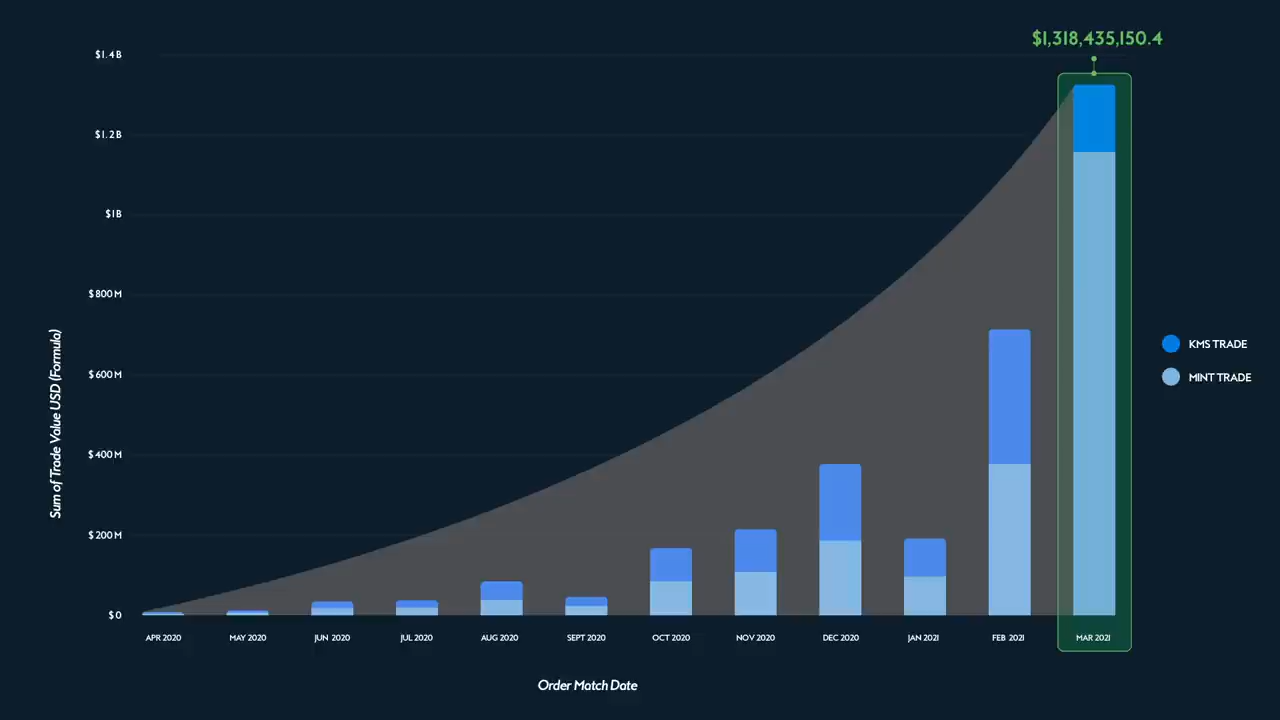 $1,318,435,150.4
$1.4B
$1.2B
$1B
$800M
$600M
$400M
$200M
$0
Sum of Trade Value USD (Formula)
KMS TRADE
MINT TRADE
APR 2020
MAY 2020
JUN 2020
JUL 2020
AUG 2020
SEPT 2020
OCT 2020
NOV 2020
DEC 2020
JAN 2021
FEB 2021
MAR 2021
Order Match Date